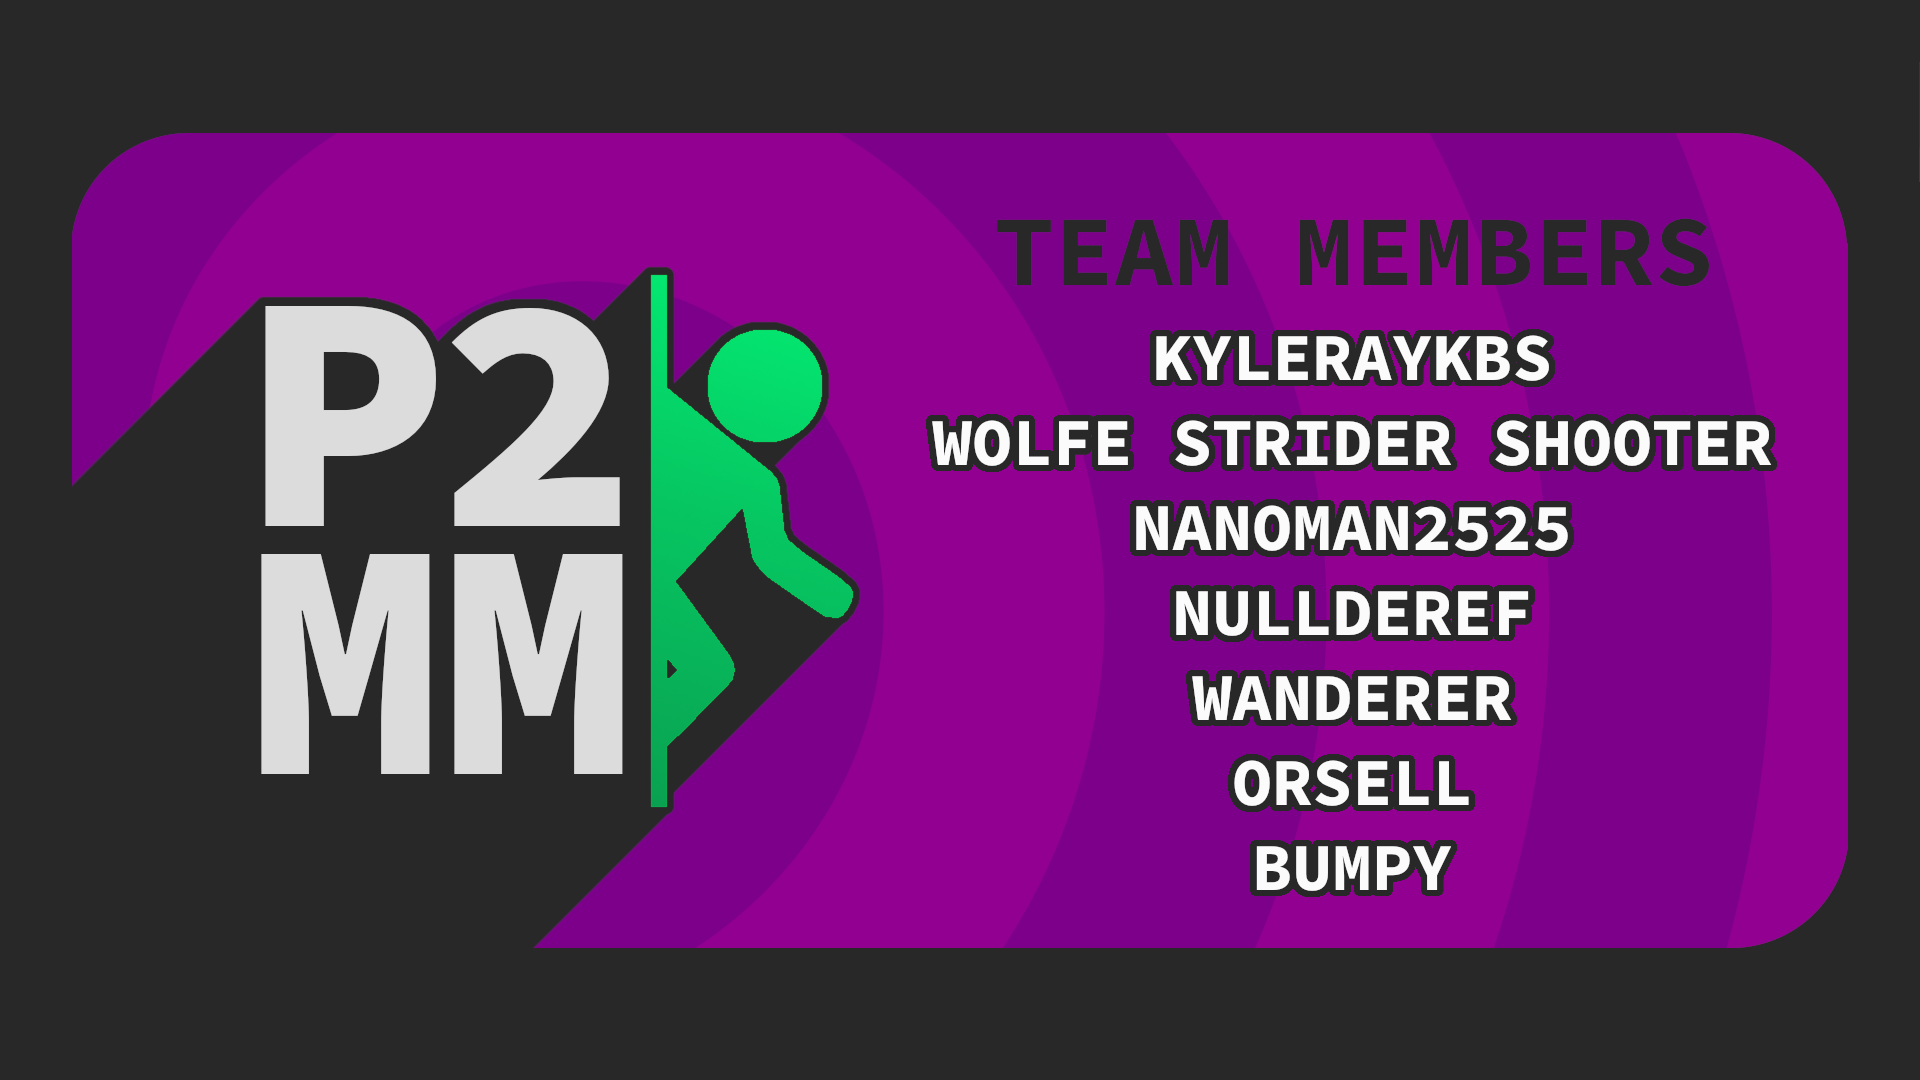 P2
MM
TEAM MEMBERS
KYLERAYKBS
WOLFE STRIDER SHOOTER
NANOMAN2525
NULLDEREF
WANDERER
ORSELL
BUMPY